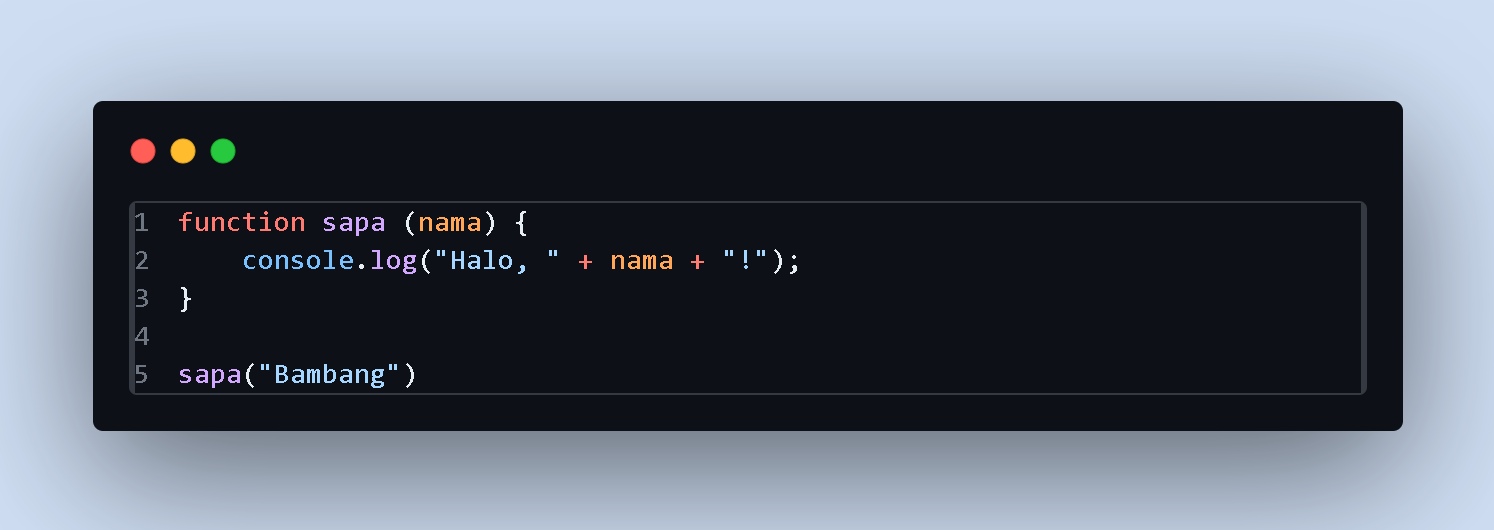 1 function sapa (nama) {
2     console.log("Halo, " + nama + "!");
3 }
4
5 sapa("Bambang")